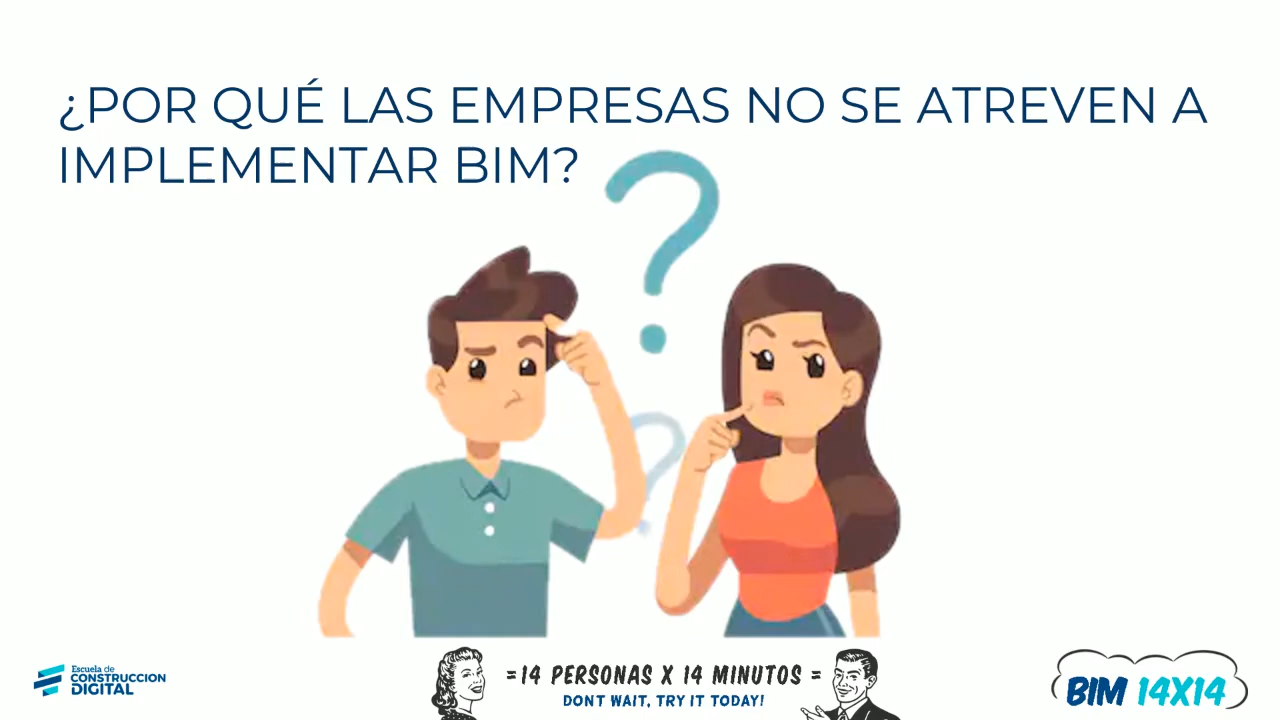 ¿POR QUÉ LAS EMPRESAS NO SE ATREVEN A
IMPLEMENTAR BIM?
Escuela de
CONSTRUCCION
DIGITAL
=14 PERSONAS X 14 MINUTOS =
DONT WAIT, TRY IT TODAY!
BIM 14X14